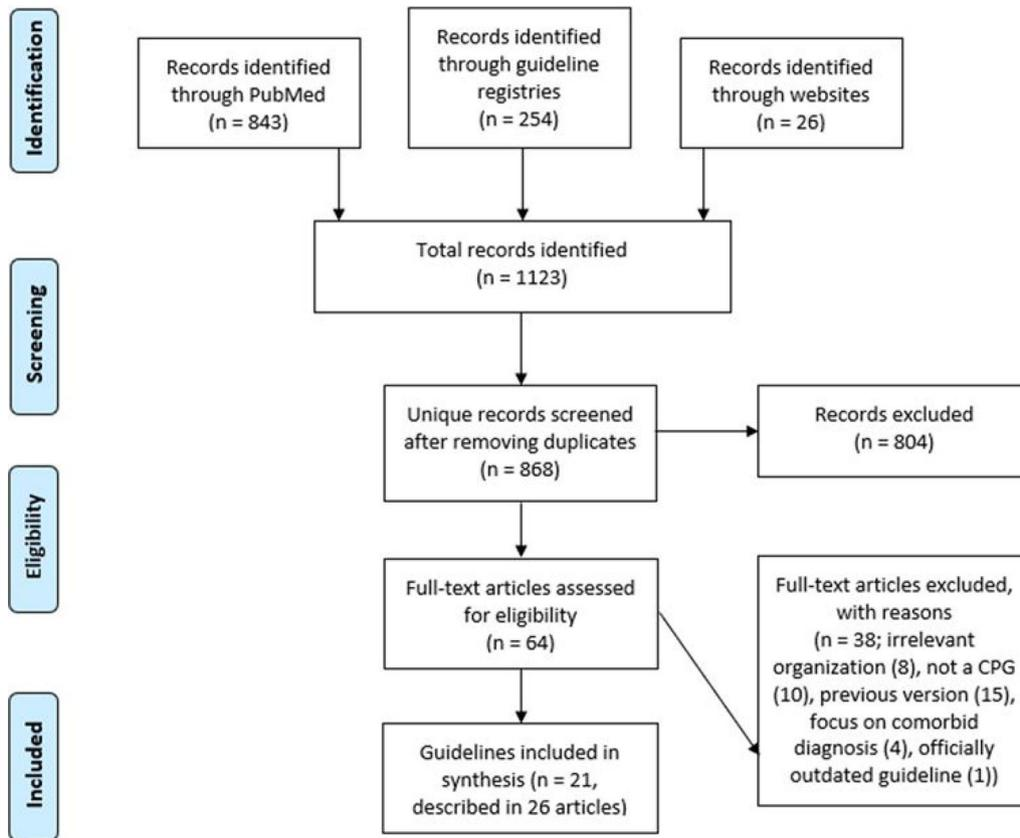 Identification
Records identified
through PubMed
(n = 843)
Records identified
through guideline
registries
(n = 254)
Records identified
through websites
(n = 26)
Screening
Total records identified
(n = 1123)
Unique records screened
after removing duplicates
(n = 868)
Records excluded
(n = 804)
Eligibility
Full-text articles assessed
for eligibility
(n = 64)
Full-text articles excluded,
with reasons
(n = 38; irrelevant
organization (8), not a CPG
(10), previous version (15),
focus on comorbid
diagnosis (4), officially
outdated guideline (1))
Included
Guidelines included in
synthesis (n = 21,
described in 26 articles)